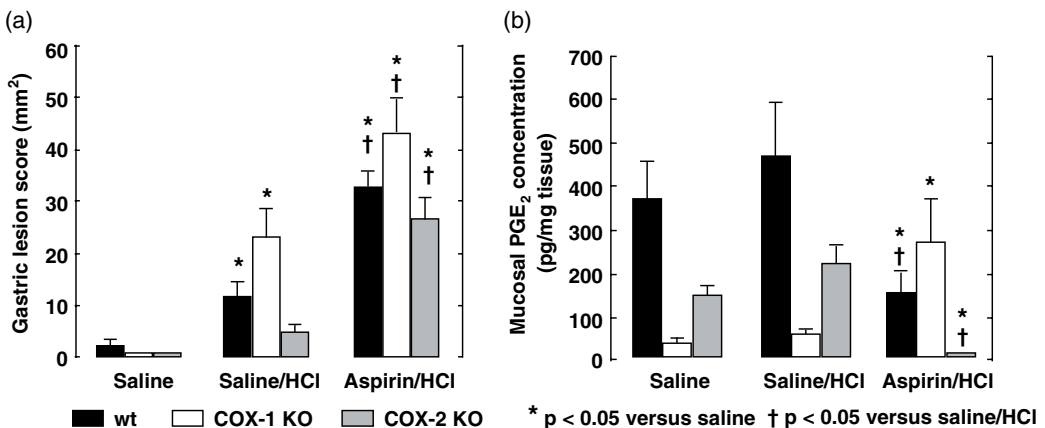 (a)
Gastric lesion score (mm2)
60
50
40
30
20
10
0
* * †
* † * * †
Saline Saline/HCl Aspirin/HCl
(b)
Mucosal PGE2 concentration
(pg/mg tissue)
700
600
500
400
300
200
100
0
* † * * †
Saline Saline/HCl Aspirin/HCl
wt COX-1 KO COX-2 KO
* p < 0.05 versus saline † p < 0.05 versus saline/HCl